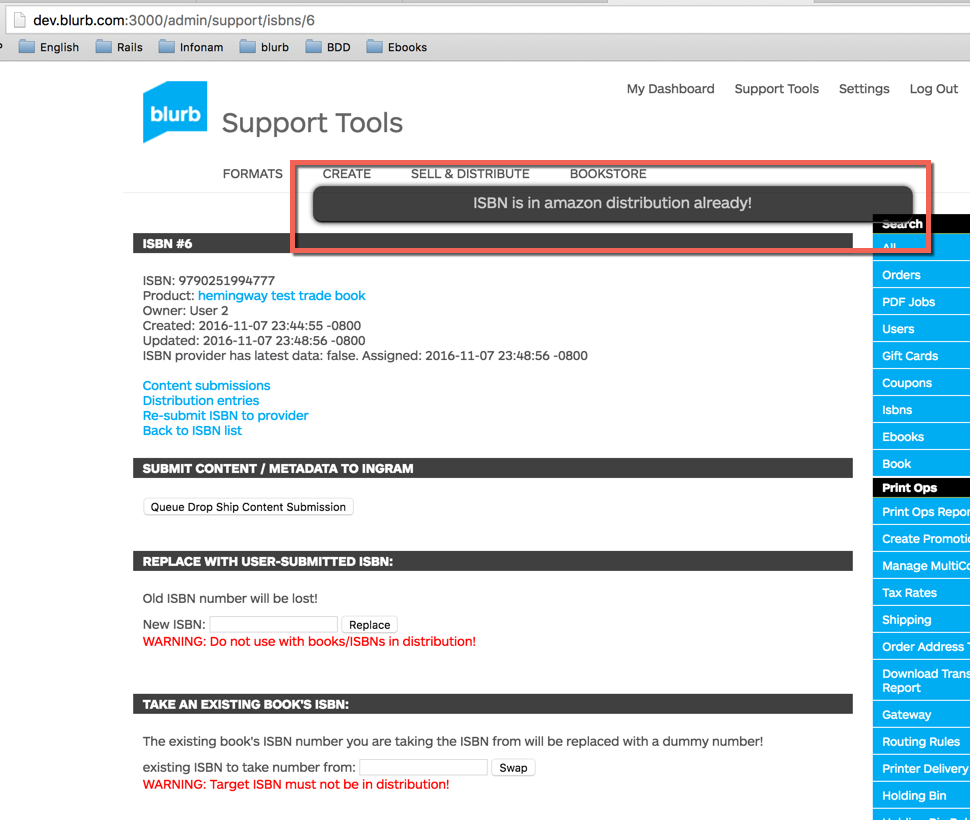 dev.blurb.com:3000/admin/support/isbns/6
English Rails Infonam blurb BDD Ebooks
My Dashboard Support Tools Settings Log Out
blurb Support Tools
FORMATS CREATE SELL & DISTRIBUTE BOOKSTORE
ISBN is in amazon distribution already!
ISBN #6
ISBN: 9790251994777
Product: hemingway test trade book
Owner: User 2
Created: 2016-11-07 23:44:55 -0800
Updated: 2016-11-07 23:48:56 -0800
ISBN provider has latest data: false. Assigned: 2016-11-07 23:48:56 -0800
Content submissions
Distribution entries
Re-submit ISBN to provider
Back to ISBN list
SUBMIT CONTENT / METADATA TO INGRAM
Queue Drop Ship Content Submission
REPLACE WITH USER-SUBMITTED ISBN:
Old ISBN number will be lost!
New ISBN: Replace
WARNING: Do not use with books/ISBNs in distribution!
TAKE AN EXISTING BOOK'S ISBN:
The existing book's ISBN number you are taking the ISBN from will be replaced with a dummy number!
existing ISBN to take number from: Swap
WARNING: Target ISBN must not be in distribution!
Search
All
Orders
PDF Jobs
Users
Gift Cards
Coupons
Isbns
Ebooks
Book
Print Ops
Print Ops Repor
Create Promotio
Manage MultiCo
Tax Rates
Shipping
Order Address T
Download Trans
Report
Gateway
Routing Rules
Printer Delivery
Holding Bin